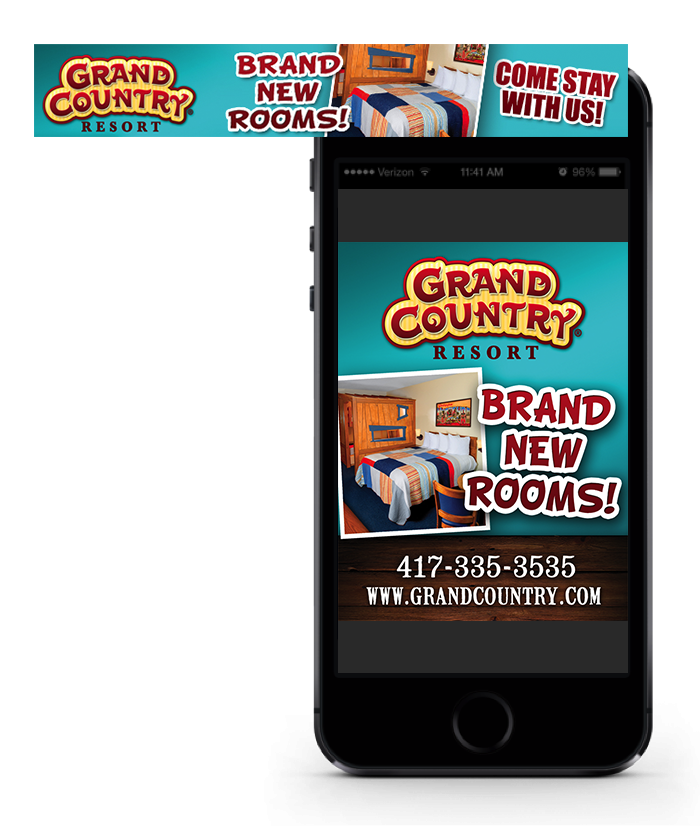 GRAND
COUNTRY®
RESORT
BRAND
NEW
ROOMS!
COME STAY
WITH US!
Verizon 11:41 AM 96%
GRAND
COUNTRY®
RESORT
BRAND
NEW
ROOMS!
417-335-3535
WWW.GRANDCOUNTRY.COM